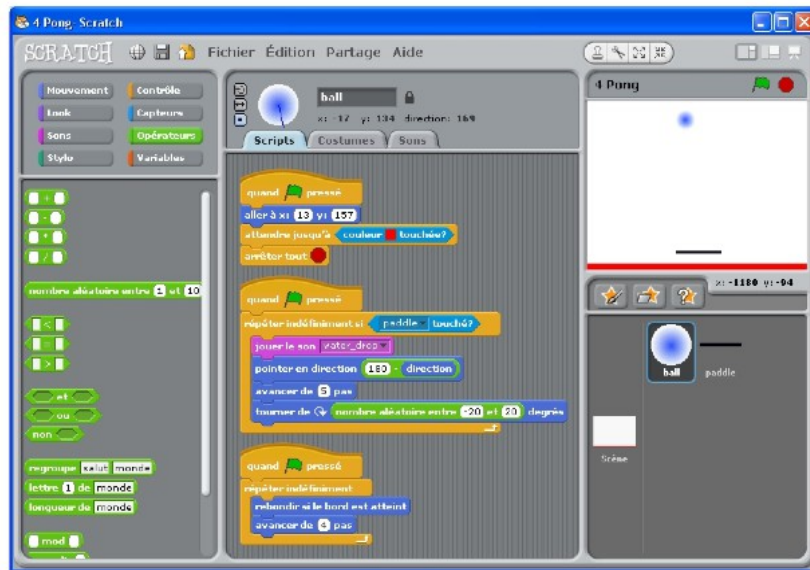 4 Pong- Scratch
SCRATCH Fichier Édition Partage Aide
Mouvement Contrôle
Look Capteurs
Sons Opérateurs
Stylo Variables
+
-
*
/
nombre aléatoire entre 1 et 10
<
=
>
et
ou
non
regroupe salut monde
lettre 1 de monde
longueur de monde
mod
ball
x: -17 y: 134 direction: 169
Scripts Costumes Sons
quand pressé
aller à x: 13 y: 157
attendre jusqu'à couleur touchée?
arrêter tout
quand pressé
répéter indéfiniment si paddle touché?
jouer le son water_drop
pointer en direction 180 - direction
avancer de 5 pas
tourner de nombre aléatoire entre -20 et 20 degrés
quand pressé
répéter indéfiniment
rebondir si le bord est atteint
avancer de 4 pas
4 Pong
x: -1180 y: -94
ball paddle
Scène